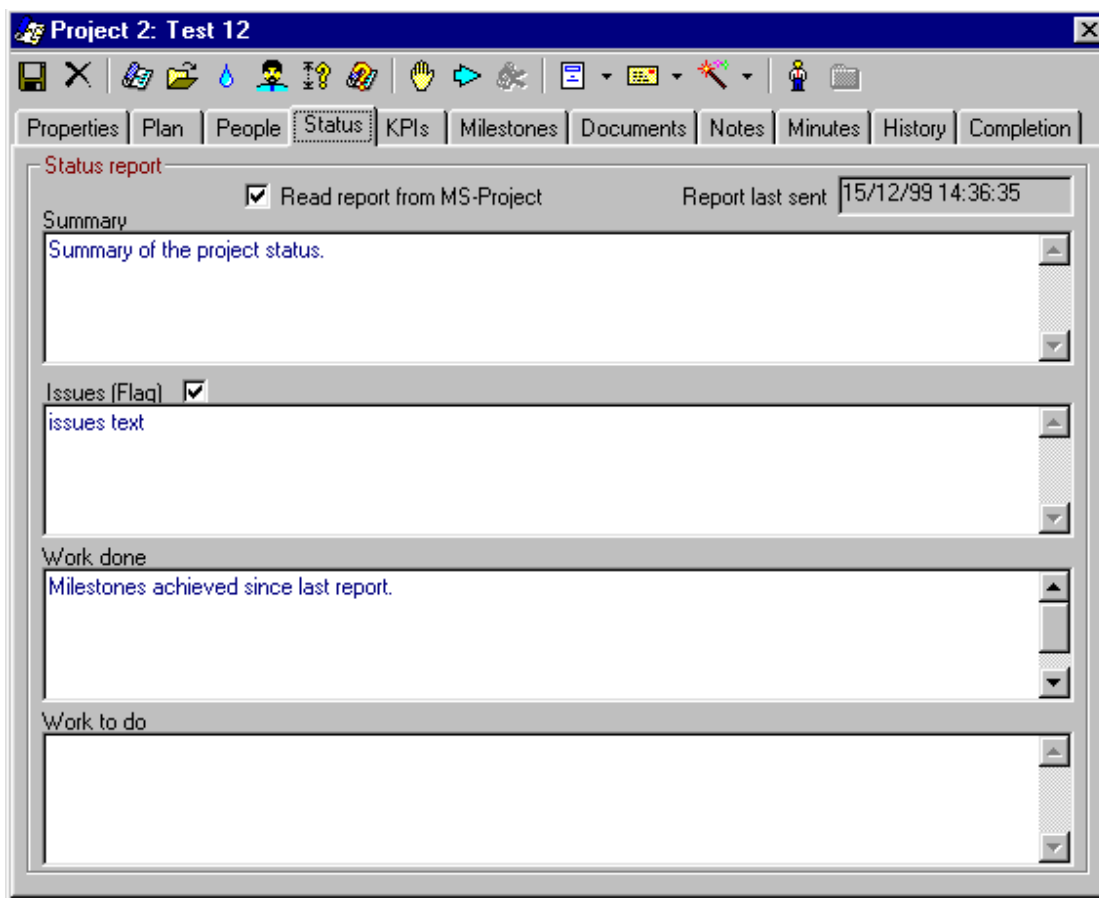 Project 2: Test 12
Properties Plan People Status KPIs Milestones Documents Notes Minutes History Completion
Status report
Read report from MS-Project Report last sent 15/12/99 14:36:35
Summary
Summary of the project status.
Issues (Flag)
issues text
Work done
Milestones achieved since last report.
Work to do